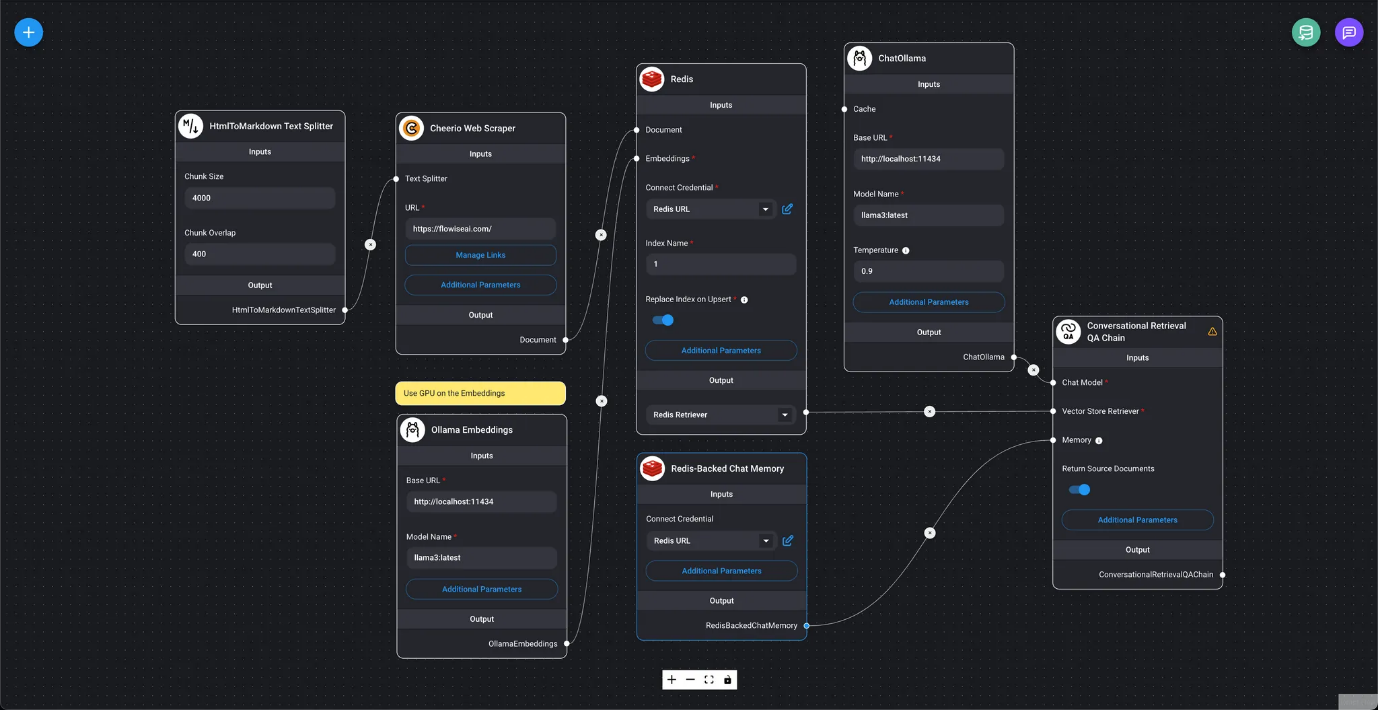 HtmlToMarkdown Text Splitter
Inputs
Chunk Size
4000
Chunk Overlap
400
Output
HtmlToMarkdownTextSplitter
Cheerio Web Scraper
Inputs
Text Splitter
URL *
https://flowiseai.com/
Manage Links
Additional Parameters
Output
Document
Use GPU on the Embeddings
Ollama Embeddings
Inputs
Base URL *
http://localhost:11434
Model Name *
llama3:latest
Additional Parameters
Output
OllamaEmbeddings
Redis
Inputs
Document
Embeddings *
Connect Credential *
Redis URL
Index Name *
1
Replace Index on Upsert *
Additional Parameters
Output
Redis Retriever
Redis-Backed Chat Memory
Inputs
Connect Credential
Redis URL
Additional Parameters
Output
RedisBackedChatMemory
ChatOllama
Inputs
Cache
Base URL *
http://localhost:11434
Model Name *
llama3:latest
Temperature
0.9
Additional Parameters
Output
ChatOllama
QA
Conversational Retrieval
QA Chain
Inputs
Chat Model *
Vector Store Retriever *
Memory
Return Source Documents
Additional Parameters
Output
ConversationalRetrievalQAChain